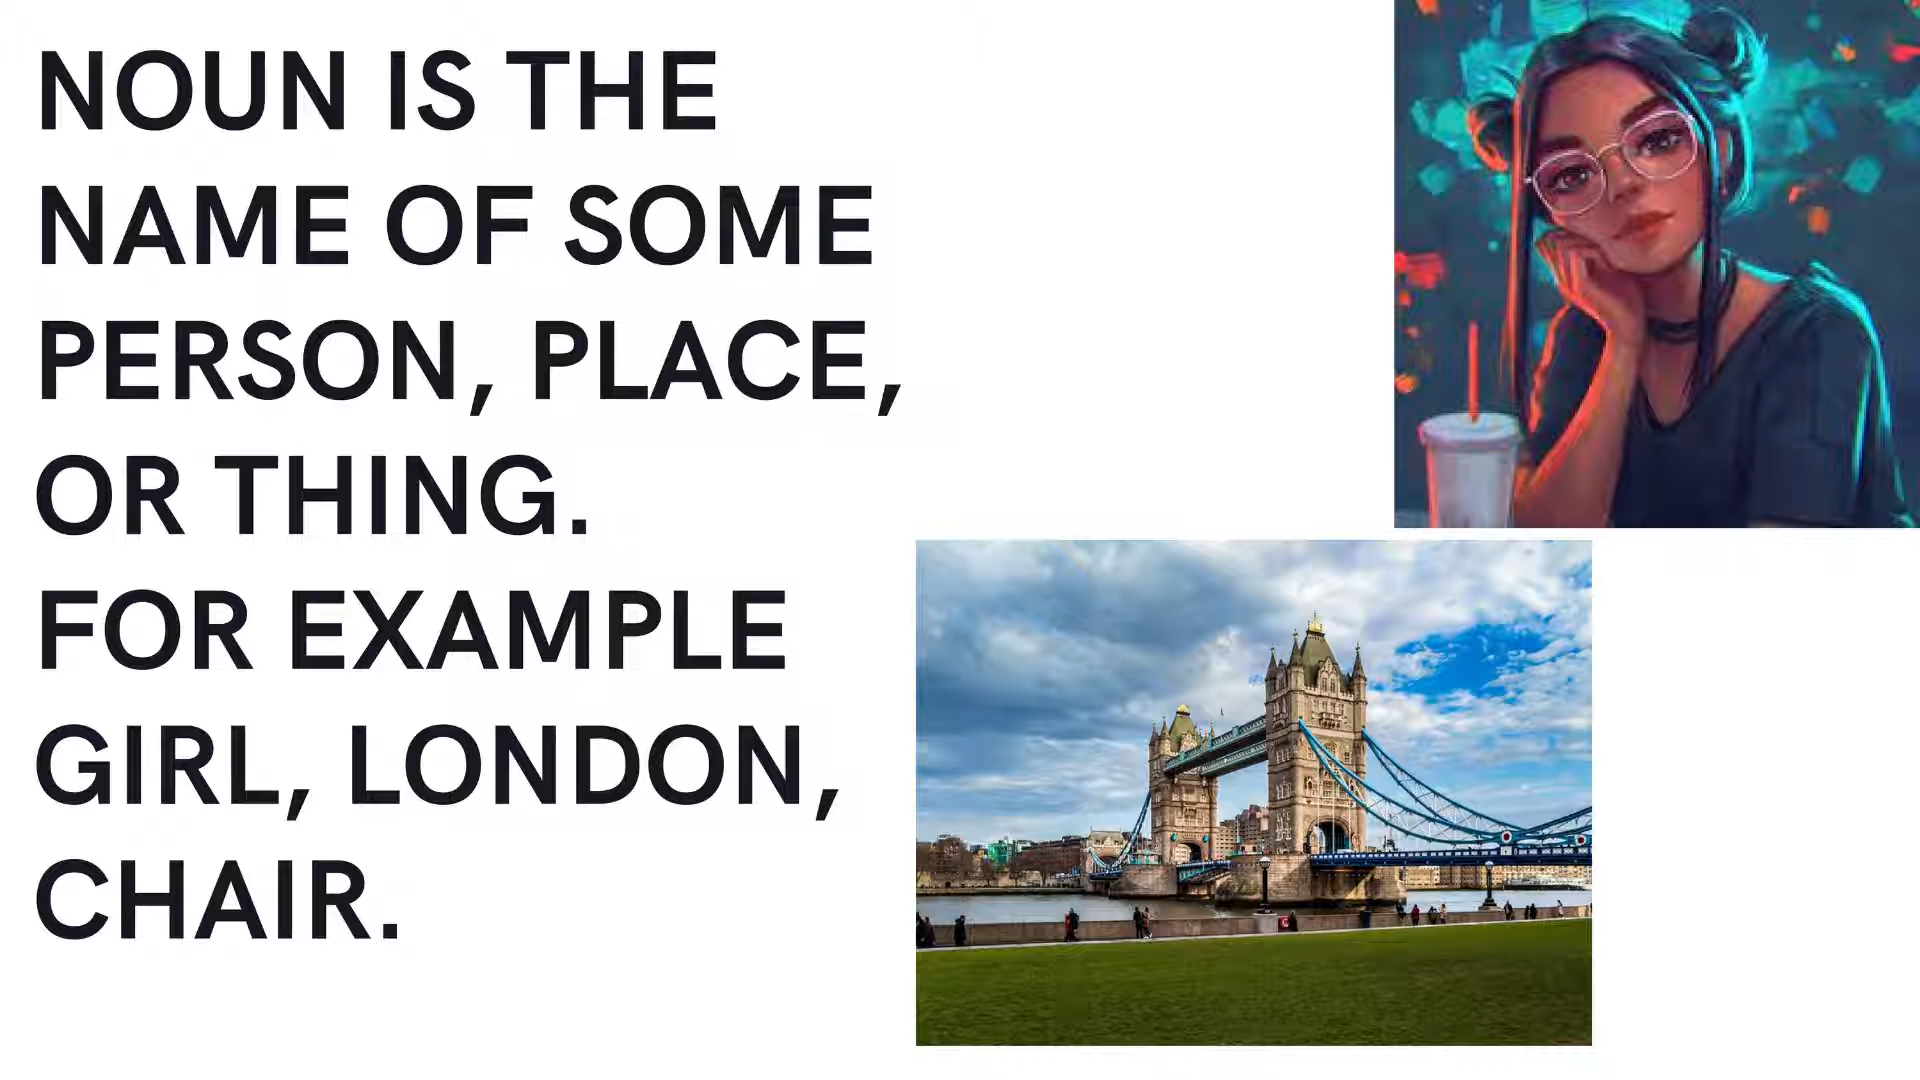 NOUN IS THE
NAME OF SOME
PERSON, PLACE,
OR THING.
FOR EXAMPLE
GIRL, LONDON,
CHAIR.